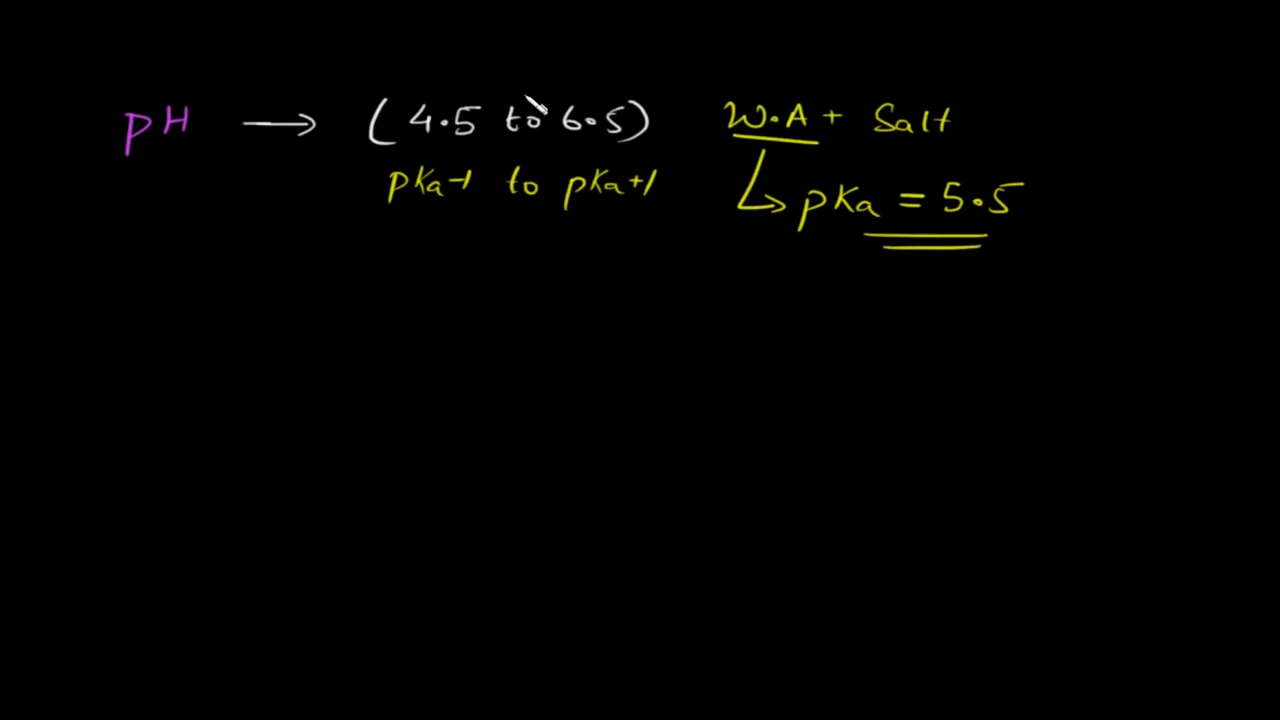 pH → (4.5 to 6.5) W.A + Salt
pKa-1 to pKa+1 ↳ pKa = 5.5